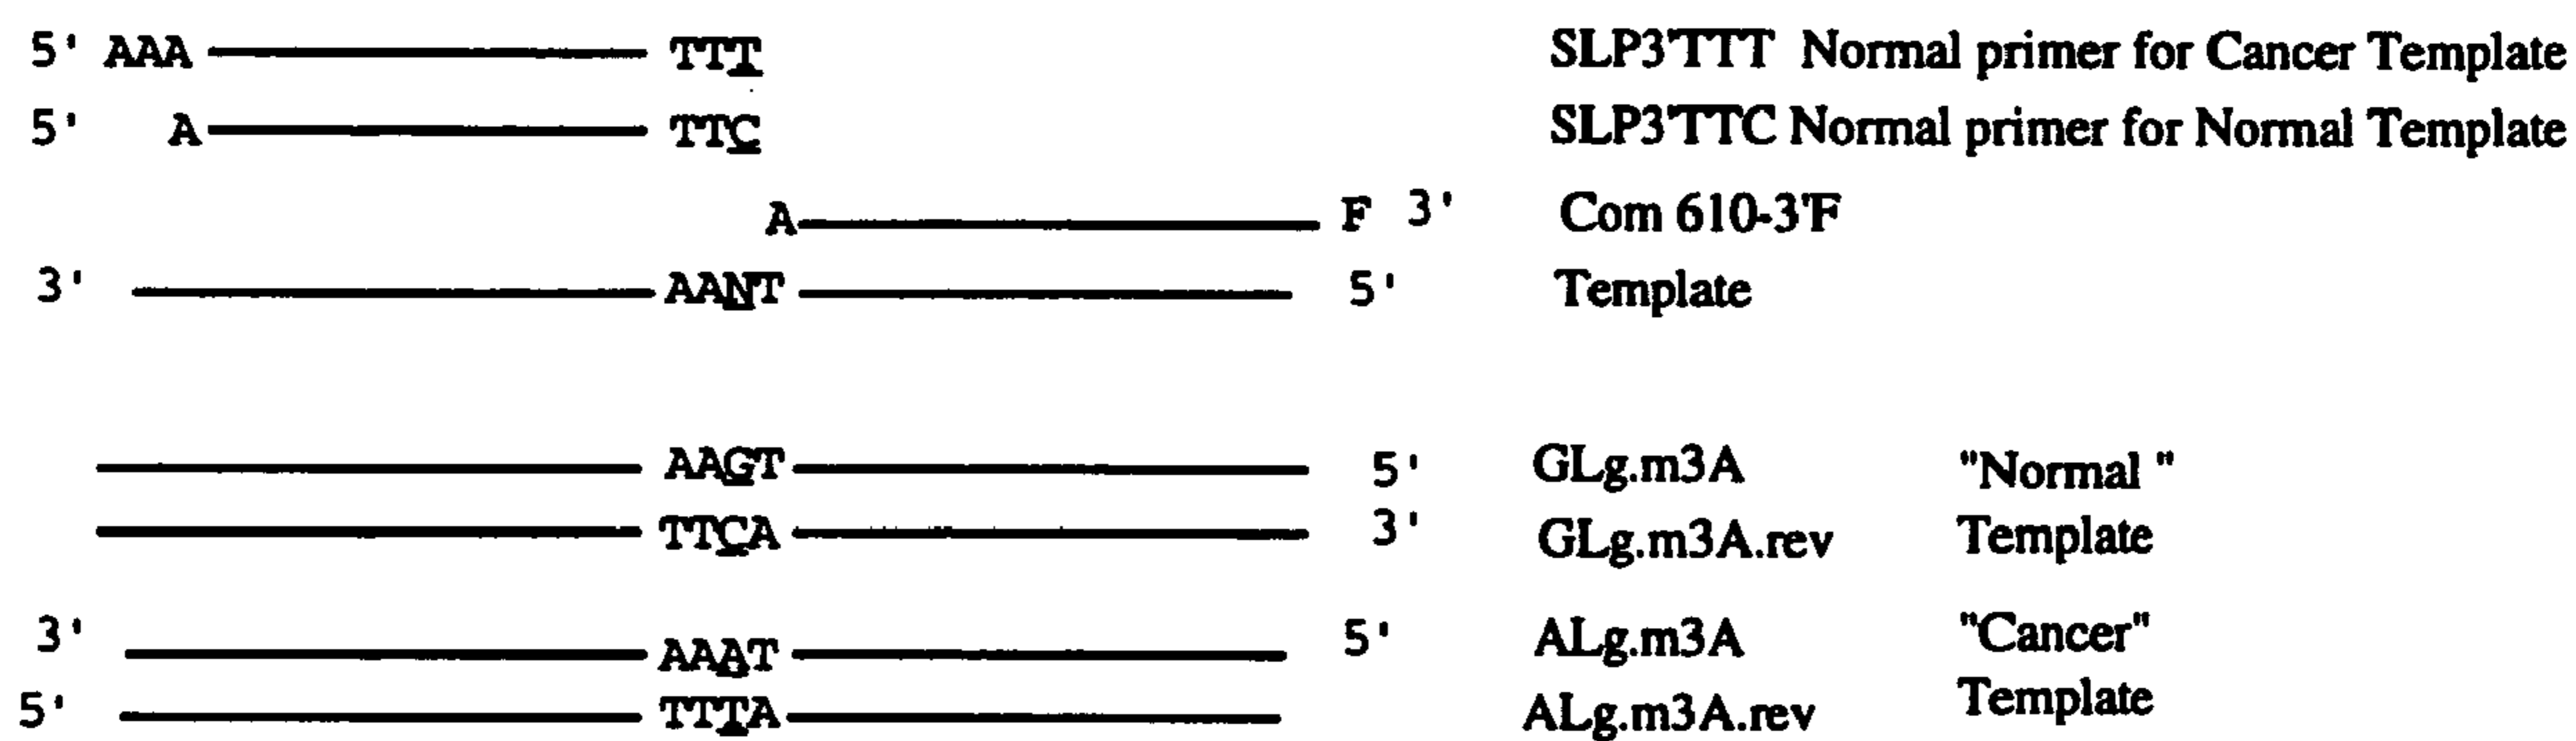 5' AAA TTT SLP3'TTT Normal primer for Cancer Template
5' A TTC SLP3'TTC Normal primer for Normal Template
A F 3' Com 610-3'F
3' AANT 5' Template
AAGT 5' GLg.m3A "Normal "
TTCA 3' GLg.m3A.rev Template
3' AAAT 5' ALg.m3A "Cancer"
5' TTTA ALg.m3A.rev Template